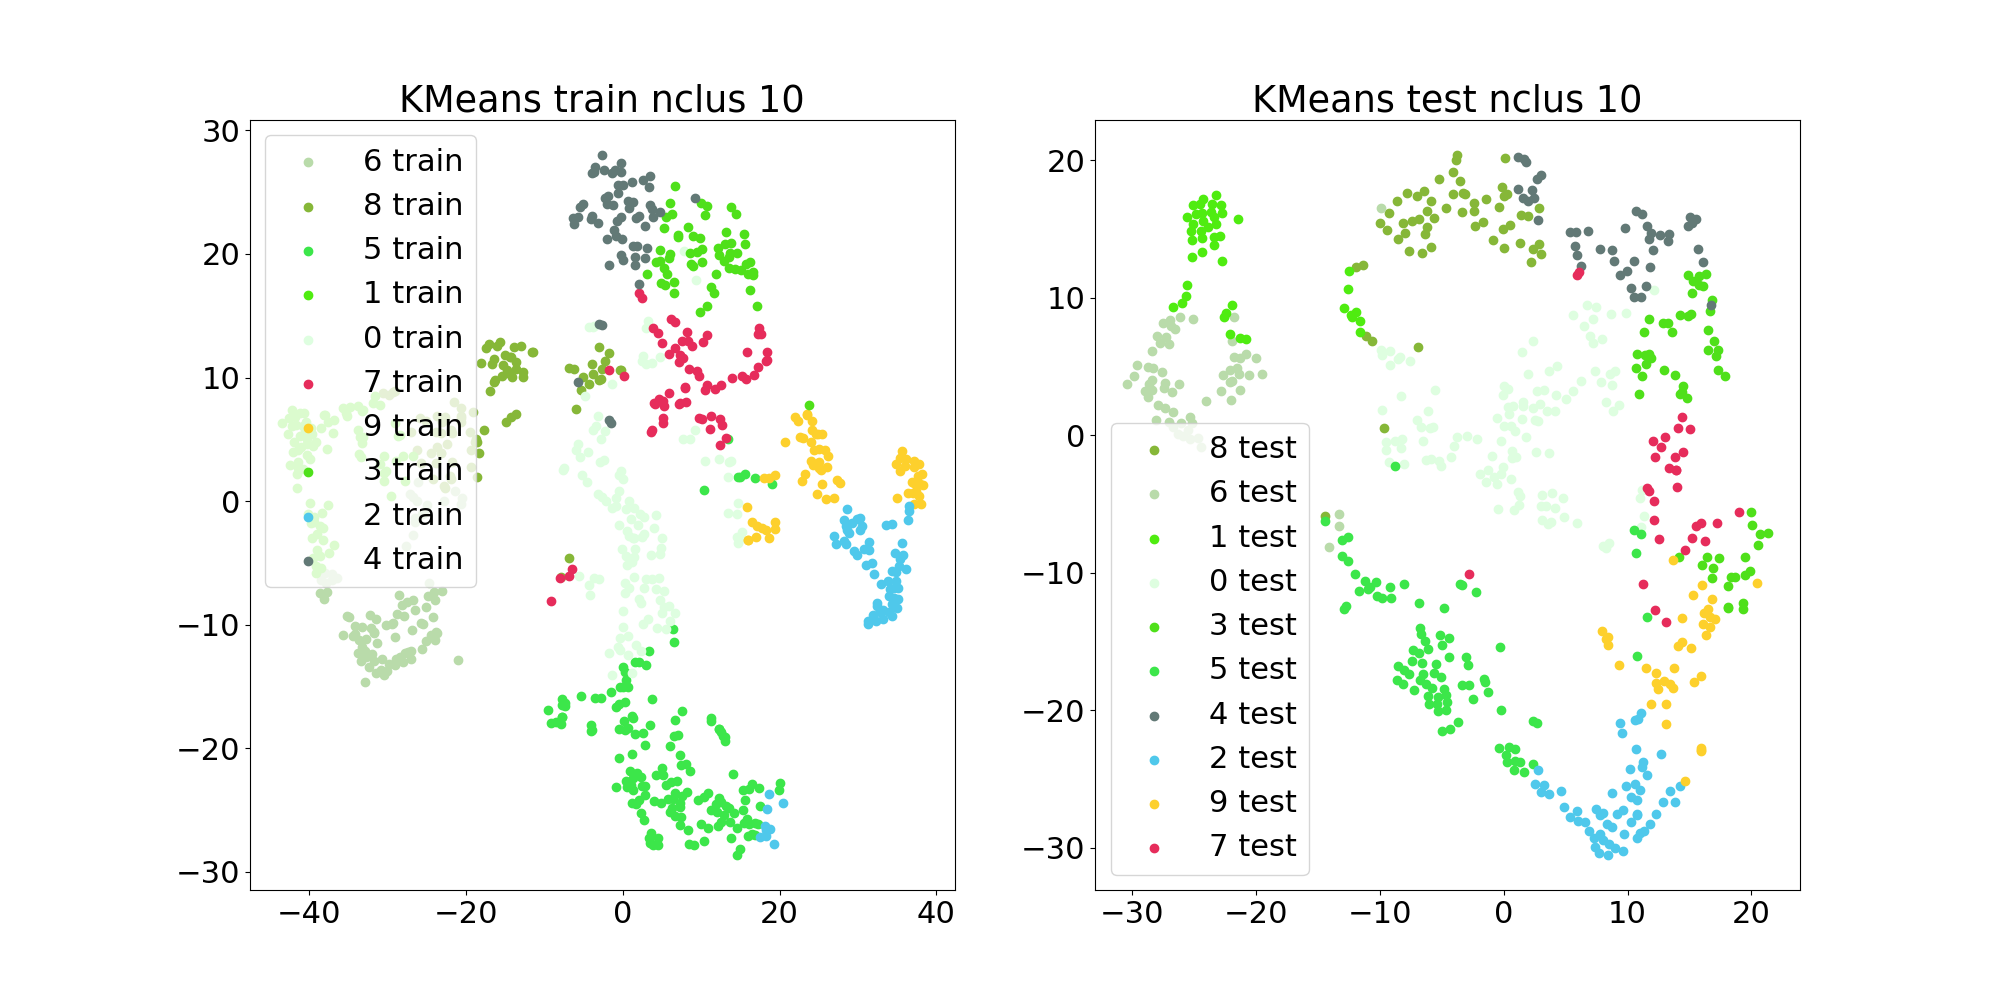 KMeans train nclus 10
30
20
10
0
−10
−20
−30
−40
−20
0
20
40
6 train
8 train
5 train
1 train
0 train
7 train
9 train
3 train
2 train
4 train
KMeans test nclus 10
20
10
0
−10
−20
−30
−30
−20
−10
0
10
20
8 test
6 test
1 test
0 test
3 test
5 test
4 test
2 test
9 test
7 test